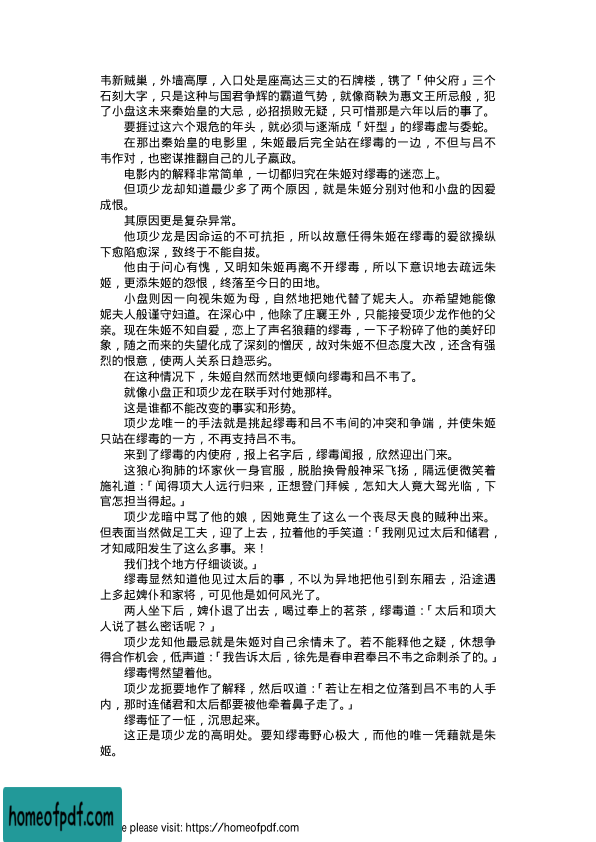 韦新贼巢，外墙高厚，入口处是座高达三丈的石牌楼，镌了「仲父府」三个
石刻大字，只是这种与国君争辉的霸道气势，就像商鞅为惠文王所忌般，犯
了小盘这未来秦始皇的大忌，必招损败无疑，只可惜那是六年以后的事了。
要捱过这六个艰危的年头，就必须与逐渐成「奸型」的缪毒虚与委蛇。
在那出秦始皇的电影里，朱姬最后完全站在缪毒的一边，不但与吕不
韦作对，也密谋推翻自己的儿子嬴政。
电影内的解释非常简单，一切都归究在朱姬对缪毒的迷恋上。
但项少龙却知道最少多了两个原因，就是朱姬分别对他和小盘的因爱
成恨。
其原因更是复杂异常。
他项少龙是因命运的不可抗拒，所以故意任得朱姬在缪毒的爱欲操纵
下愈陷愈深，致终于不能自拔。
他由于问心有愧，又明知朱姬再离不开缪毒，所以下意识地去疏远朱
姬，更添朱姬的怨恨，终落至今日的田地。
小盘则因一向视朱姬为母，自然地把她代替了妮夫人。亦希望她能像
妮夫人般谨守妇道。在深心中，他除了庄襄王外，只能接受项少龙作他的父
亲。现在朱姬不知自爱，恋上了声名狼藉的缪毒，一下子粉碎了他的美好印
象，随之而来的失望化成了深刻的憎厌，故对朱姬不但态度大改，还含有强
烈的恨意，使两人关系日趋恶劣。
在这种情况下，朱姬自然而然地更倾向缪毒和吕不韦了。
就像小盘正和项少龙在联手对付她那样。
这是谁都不能改变的事实和形势。
项少龙唯一的手法就是挑起缪毒和吕不韦间的冲突和争端，并使朱姬
只站在缪毒的一方，不再支持吕不韦。
来到了缪毒的内使府，报上名字后，缪毒闻报，欣然迎出门来。
这狼心狗肺的坏家伙一身官服，脱胎换骨般神采飞扬，隔远便微笑着
施礼道：「闻得项大人远行归来，正想登门拜候，怎知大人竟大驾光临，下
官怎担当得起。」
项少龙暗中骂了他的娘，因她竟生了这么一个丧尽天良的贼种出来。
但表面当然做足工夫，迎了上去，拉着他的手笑道：「我刚见过太后和储君，
才知咸阳发生了这么多事。来！
我们找个地方仔细谈谈。」
缪毒显然知道他见过太后的事，不以为异地把他引到东厢去，沿途遇
上多起婢仆和家将，可见他是如何风光了。
两人坐下后，婢仆退了出去，喝过奉上的茗茶，缪毒道：「太后和项大
人说了甚么密话呢？」
项少龙知他最忌就是朱姬对自己余情未了。若不能释他之疑，休想争
得合作机会，低声道：「我告诉太后，徐先是春申君奉吕不韦之命刺杀了的。」
缪毒愕然望着他。
项少龙扼要地作了解释，然后叹道：「若让左相之位落到吕不韦的人手
内，那时连储君和太后都要被他牵着鼻子走了。」
缪毒怔了一怔，沉思起来。
这正是项少龙的高明处。要知缪毒野心极大，而他的唯一凭藉就是朱
姬。
homeofpdf.com
e please visit: https://homeofpdf.com